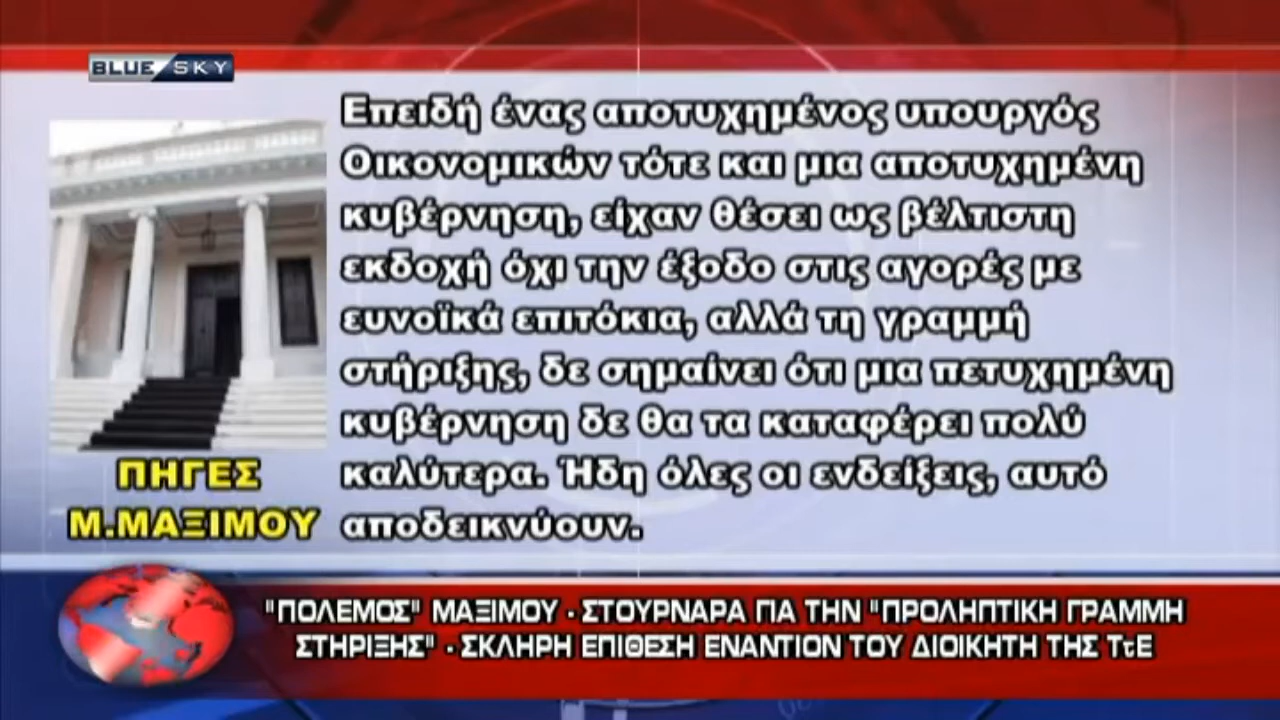 BLUE SKY
Επειδή ένας αποτυχημένος υπουργός
Οικονομικών τότε και μια αποτυχημένη
κυβέρνηση, είχαν θέσει ως βέλτιστη
εκδοχή όχι την έξοδο στις αγορές με
ευνοϊκά επιτόκια, αλλά τη γραμμή
στήριξης, δε σημαίνει ότι μια πετυχημένη
κυβέρνηση δε θα τα καταφέρει πολύ
καλύτερα. Ήδη όλες οι ενδείξεις, αυτό
αποδεικνύουν.
ΠΗΓΕΣ
Μ.ΜΑΞΙΜΟΥ
"ΠΟΛΕΜΟΣ" ΜΑΞΙΜΟΥ - ΣΤΟΥΡΝΑΡΑ ΓΙΑ ΤΗΝ "ΠΡΟΛΗΠΤΙΚΗ ΓΡΑΜΜΗ
ΣΤΗΡΙΞΗΣ" - ΣΚΛΗΡΗ ΕΠΙΘΕΣΗ ΕΝΑΝΤΙΟΝ ΤΟΥ ΔΙΟΙΚΗΤΗ ΤΗΣ ΤτΕ